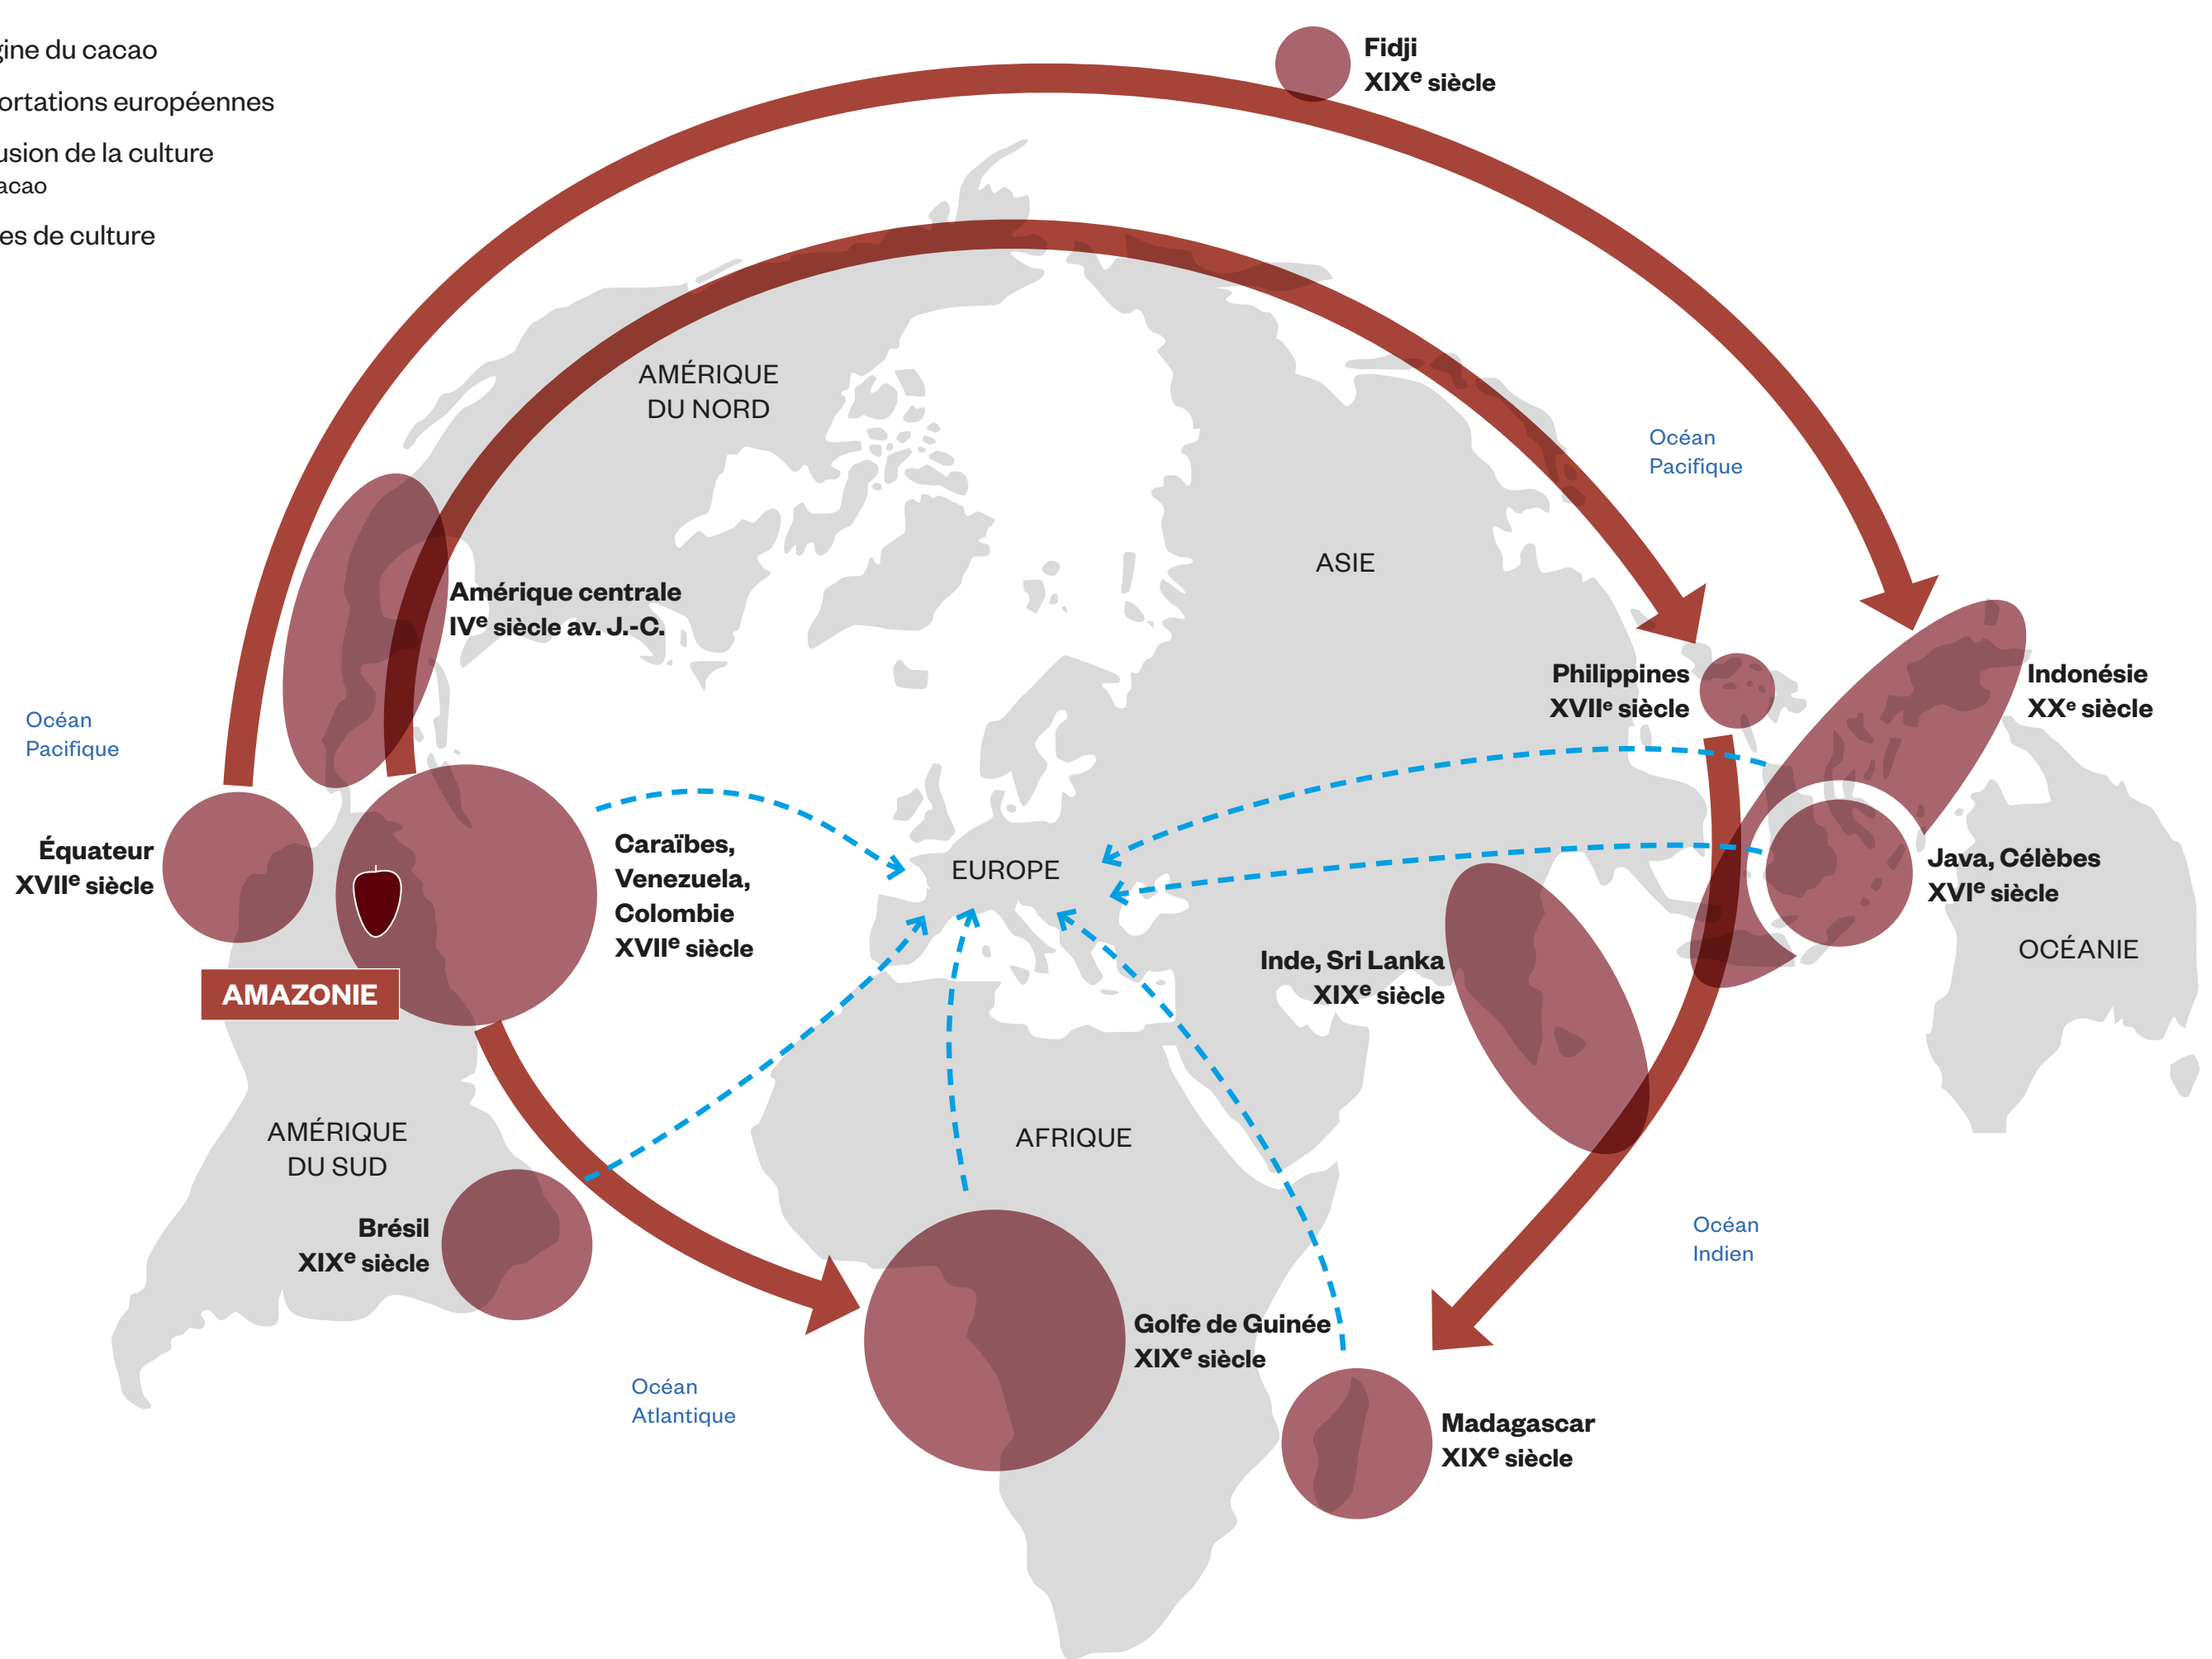 gine du cacao
ortations européennes
usion de la culture
acao
es de culture
Fidji
XIXe siècle
AMÉRIQUE
DU NORD
Océan
Pacifique
ASIE
Amérique centrale
IVe siècle av. J.-C.
Philippines
XVIIe siècle
Indonésie
XXe siècle
Océan
Pacifique
Équateur
XVIIe siècle
Caraïbes,
Venezuela,
Colombie
XVIIe siècle
EUROPE
Java, Célèbes
XVIe siècle
OCÉANIE
Inde, Sri Lanka
XIXe siècle
AMAZONIE
AMÉRIQUE
DU SUD
AFRIQUE
Brésil
XIXe siècle
Océan
Indien
Golfe de Guinée
XIXe siècle
Océan
Atlantique
Madagascar
XIXe siècle